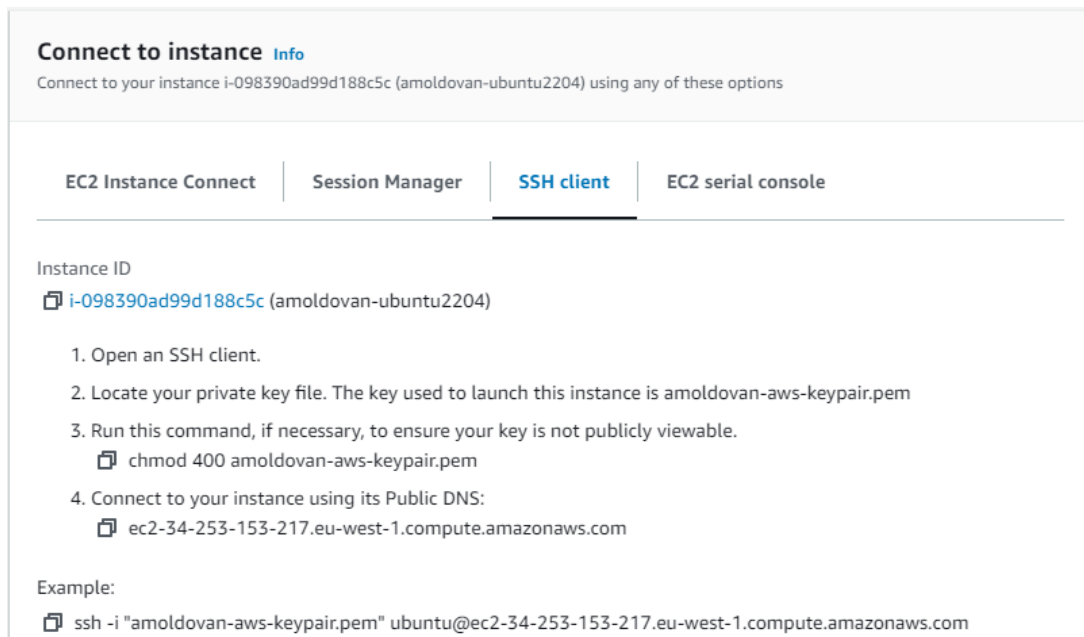 Connect to instance Info
Connect to your instance i-098390ad99d188c5c (amoldovan-ubuntu2204) using any of these options
EC2 Instance Connect Session Manager SSH client EC2 serial console
Instance ID
i-098390ad99d188c5c (amoldovan-ubuntu2204)
1. Open an SSH client.
2. Locate your private key file. The key used to launch this instance is amoldovan-aws-keypair.pem
3. Run this command, if necessary, to ensure your key is not publicly viewable.
chmod 400 amoldovan-aws-keypair.pem
4. Connect to your instance using its Public DNS:
ec2-34-253-153-217.eu-west-1.compute.amazonaws.com
Example:
ssh -i "amoldovan-aws-keypair.pem" ubuntu@ec2-34-253-153-217.eu-west-1.compute.amazonaws.com